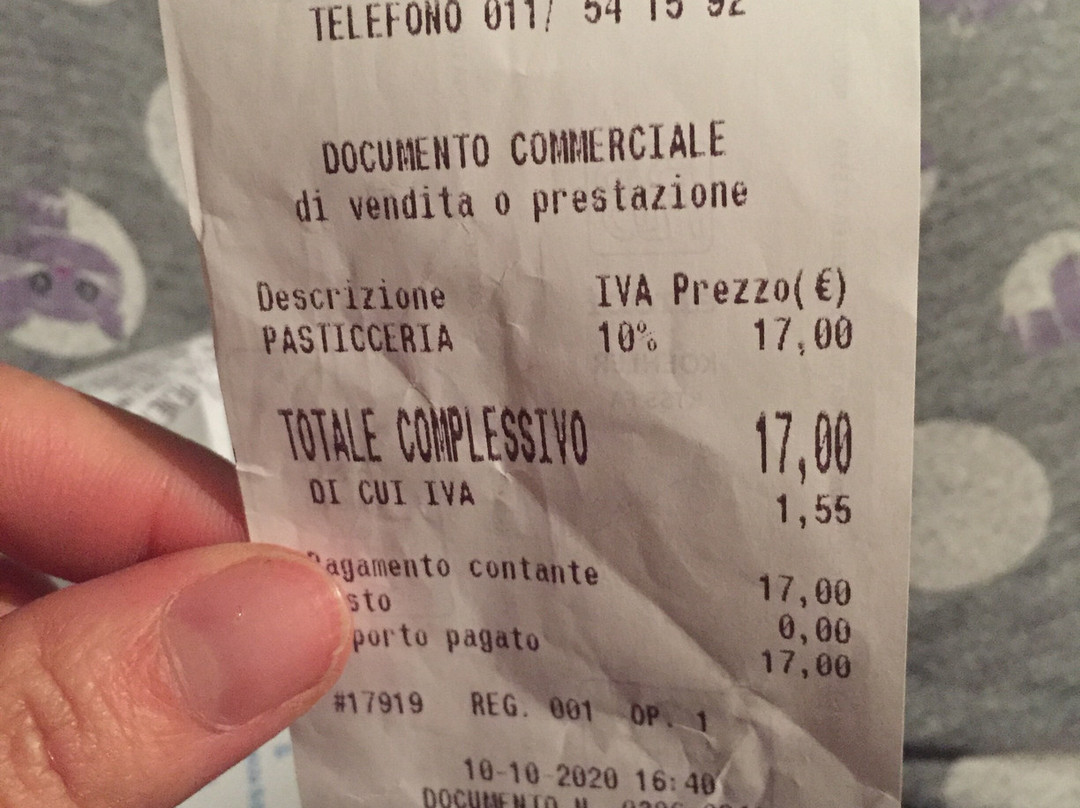 TELEFONO 011/ 54 15 92
DOCUMENTO COMMERCIALE
di vendita o prestazione
Descrizione IVA Prezzo(€)
PASTICCERIA 10% 17,00
TOTALE COMPLESSIVO 17,00
DI CUI IVA 1,55
Pagamento contante 17,00
sto 0,00
porto pagato 17,00
#17919 REG. 001 OP. 1
10-10-2020 16:40
DOCUMENTO N.